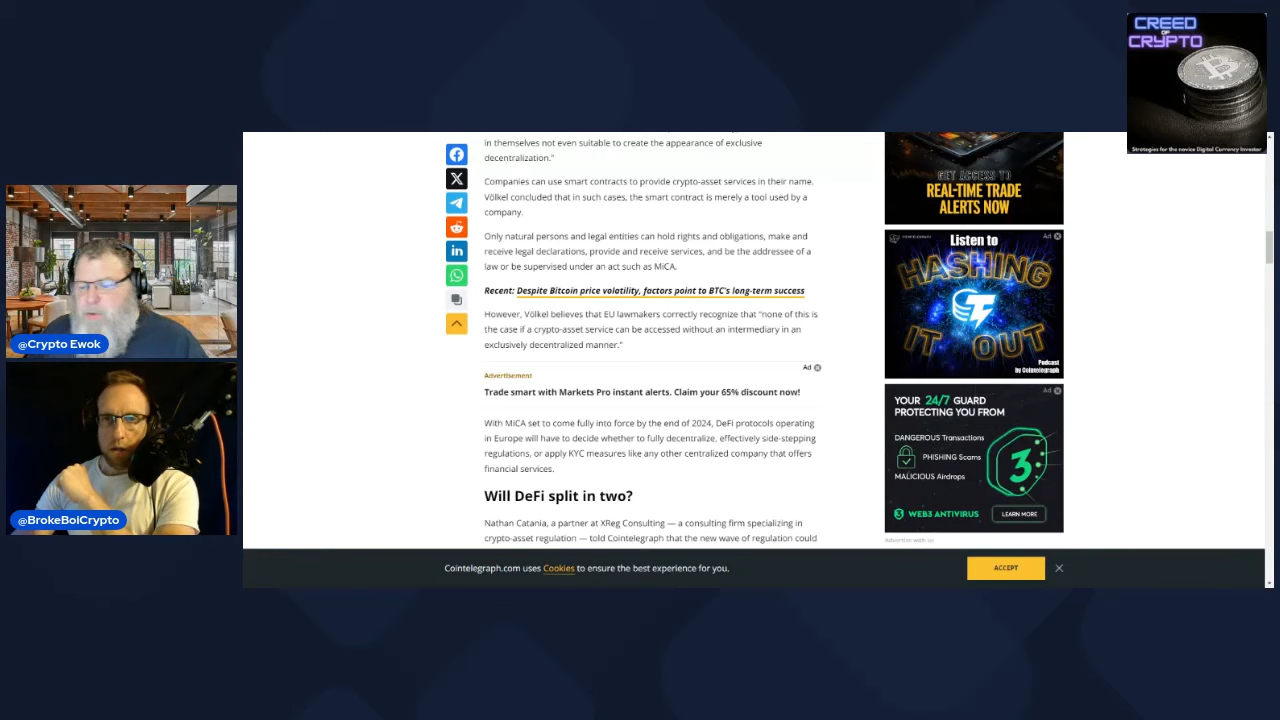 CREED
OF
CRYPTO
Strategies for the novice Digital Currency Investor
in themselves not even suitable to create the appearance of exclusive
decentralization."
Companies can use smart contracts to provide crypto-asset services in their name.
Völkel concluded that in such cases, the smart contract is merely a tool used by a
company.
Only natural persons and legal entities can hold rights and obligations, make and
receive legal declarations, provide and receive services, and be the addressee of a
law or be supervised under an act such as MiCA.
Recent: Despite Bitcoin price volatility, factors point to BTC's long-term success
However, Völkel believes that EU lawmakers correctly recognize that "none of this is
the case if a crypto-asset service can be accessed without an intermediary in an
exclusively decentralized manner."
Ad
Advertisement
Trade smart with Markets Pro instant alerts. Claim your 65% discount now!
With MiCA set to come fully into force by the end of 2024, DeFi protocols operating
in Europe will have to decide whether to fully decentralize, effectively side-stepping
regulations, or apply KYC measures like any other centralized company that offers
financial services.
Will DeFi split in two?
Nathan Catania, a partner at XReg Consulting — a consulting firm specializing in
crypto-asset regulation — told Cointelegraph that the new wave of regulation could
GET ACCESS TO
REAL-TIME TRADE
ALERTS NOW
Ad
Listen to
HASHING
IT OUT
Podcast
by Cointelegraph
Ad
YOUR 24/7 GUARD
PROTECTING YOU FROM
DANGEROUS Transactions
PHISHING Scams
MALICIOUS Airdrops
3
WEB3 ANTIVIRUS
LEARN MORE
Advertise with us
Cointelegraph.com uses Cookies to ensure the best experience for you.
ACCEPT
@Crypto Ewok
@BrokeBoiCrypto